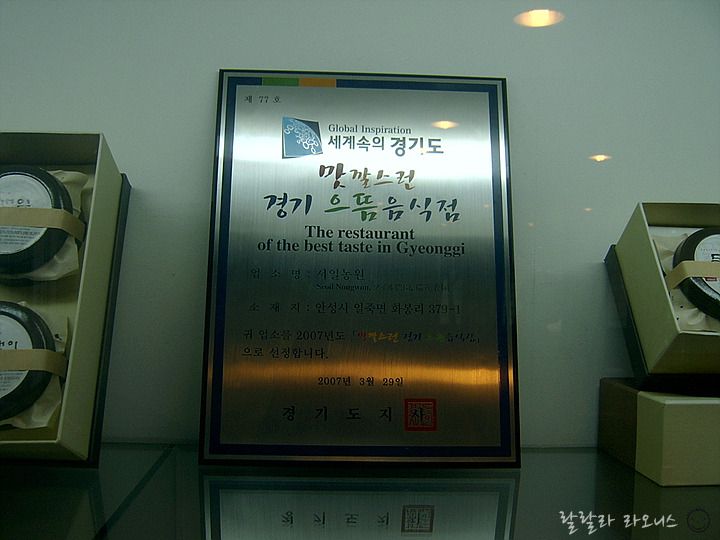 제 77 호
Global Inspiration
세계속의 경기도
맛깔스런
경기 으뜸음식점
The restaurant
of the best taste in Gyeonggi
업 소 명 : 서일농원
Seoil Nongwon,
소 재 지 : 안성시 일죽면 화봉리 379-1
귀 업소를 2007년도 「맛깔스런 경기 으뜸음식점」
으로 선정합니다.
2007년 3월 29일
경 기 도 지 사
랄랄라 라오니스